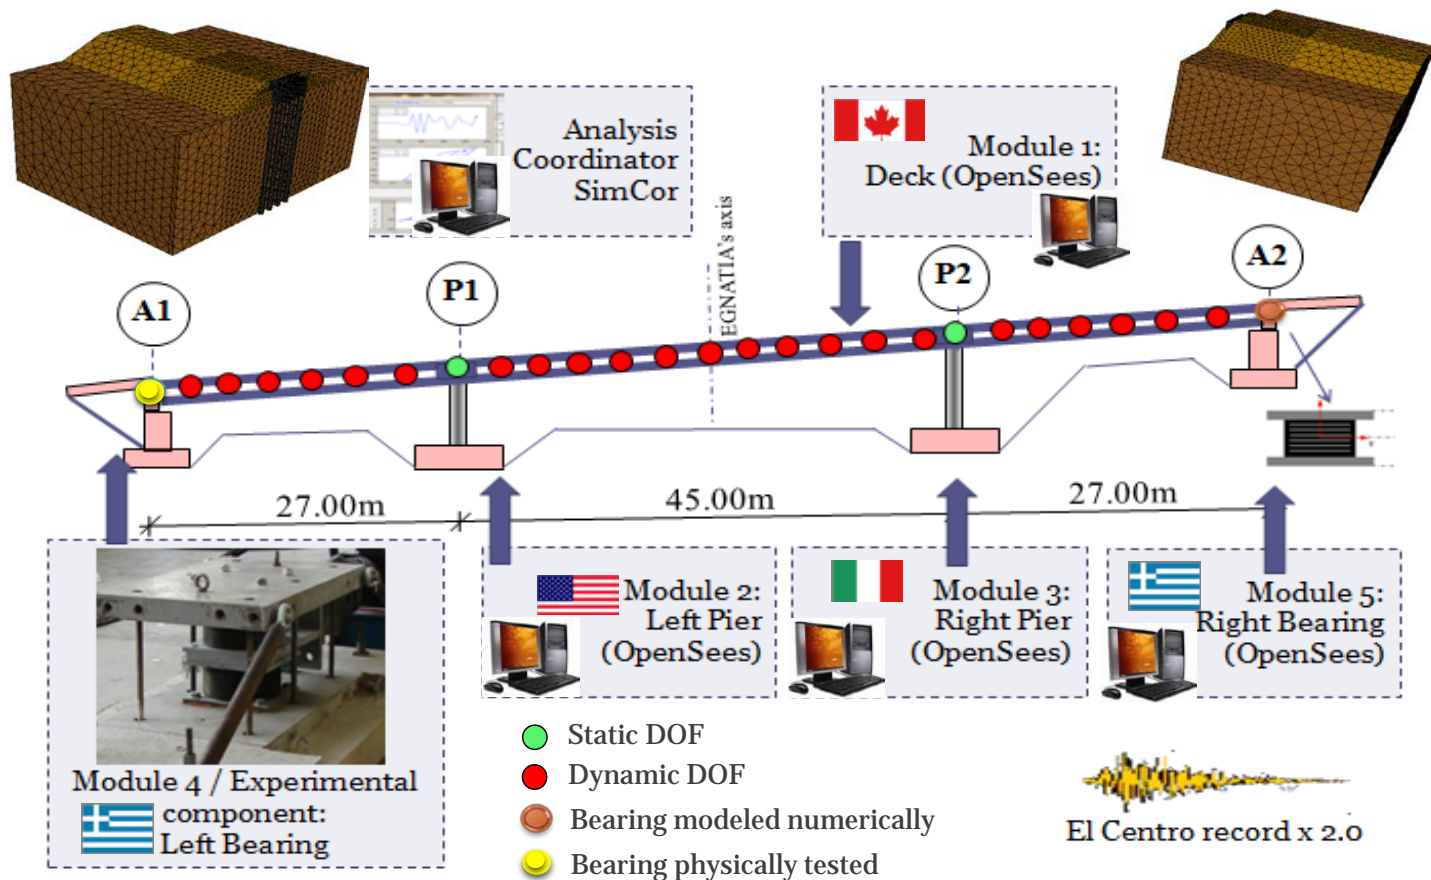 Analysis
Coordinator
SimCor
Module 1:
Deck (OpenSees)
EGNATIA's axis
A1
P1
P2
A2
27.00m
45.00m
27.00m
Module 4 / Experimental
component:
Left Bearing
Module 2:
Left Pier
(OpenSees)
Module 3:
Right Pier
(OpenSees)
Module 5:
Right Bearing
(OpenSees)
Static DOF
Dynamic DOF
Bearing modeled numerically
Bearing physically tested
El Centro record x 2.0